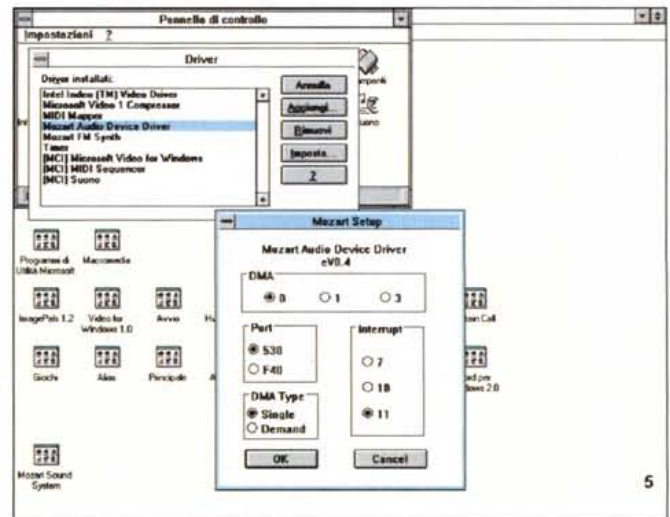 Pannello di controllo
Impostazioni ?
Driver
Driver installati:
Intel Indeo (TM) Video Driver
Microsoft Video 1 Compressor
MIDI Mapper
Mozart Audio Device Driver
Mozart FM Synth
Timer
[MCI] Microsoft Video for Windows
[MCI] MIDI Sequencer
[MCI] Suono
Annulla
Aggiungi...
Rimuovi
Imposta...
?
Mozart Setup
Mozart Audio Device Driver
eV0.4
DMA
0
1
3
Port
530
F40
Interrupt
7
10
11
DMA Type
Single
Demand
OK
Cancel
Programmi di
Utilità Microsoft
Macromedia
ImagePals 1.2
Video for
Windows 1.0
Avvio
Giochi
Alias
Principale
Mozart Sound
System
5